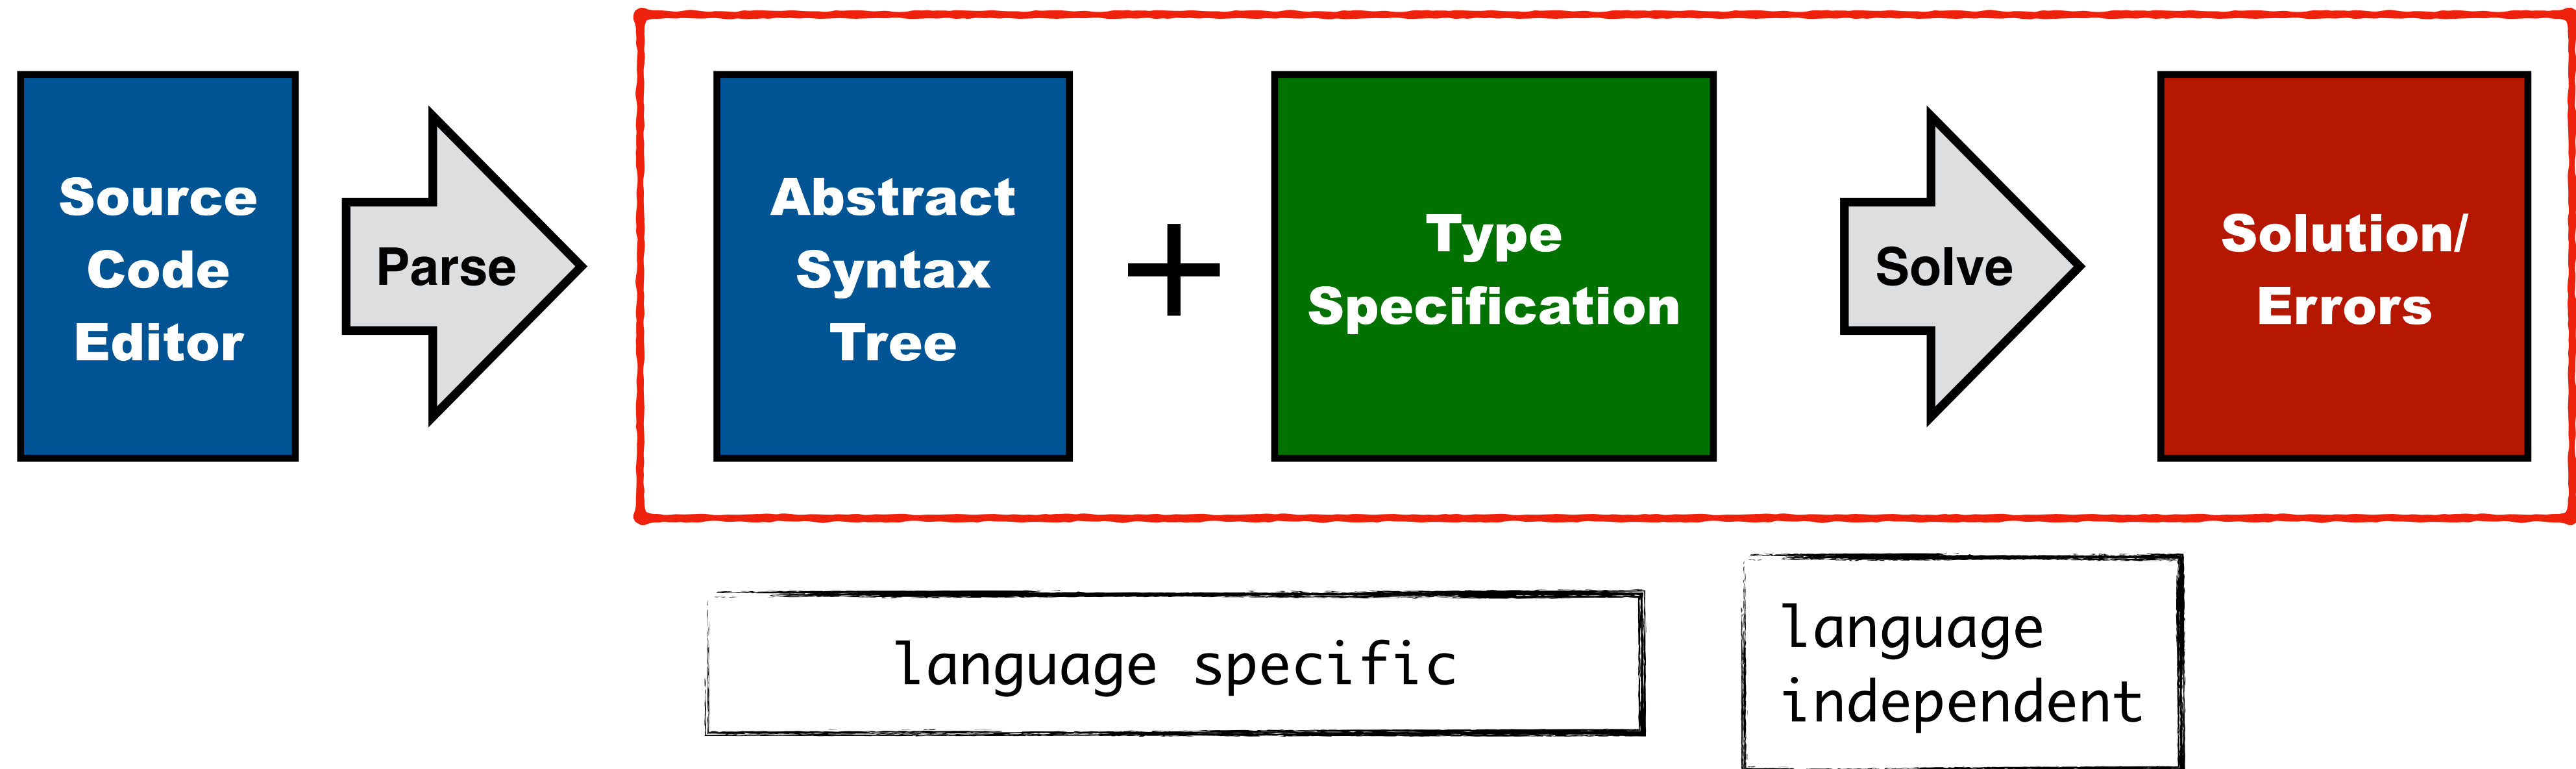 Source
Code
Editor
Parse
Abstract
Syntax
Tree
+
Type
Specification
Solve
Solution/
Errors
language specific
language
independent